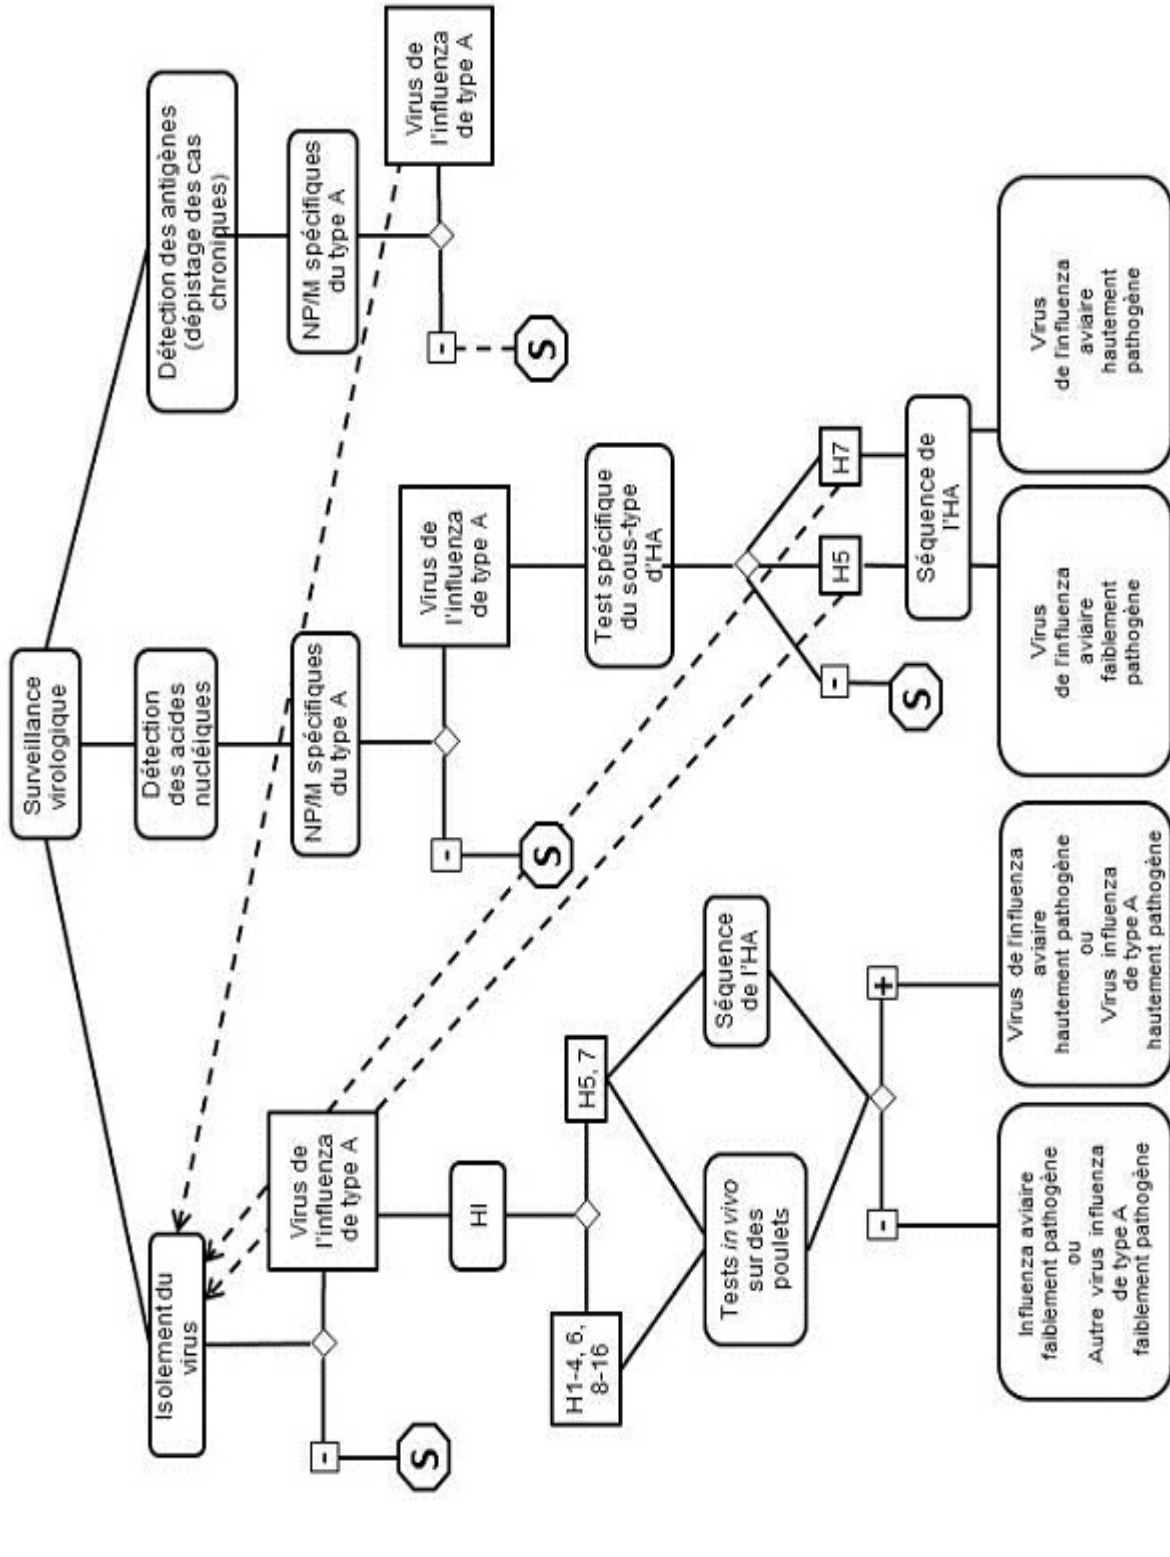 Surveillance
virologique
Isolement du
virus
Détection
des acides
nucléiques
Détection des antigènes
(dépistage des cas
chroniques)
NP/M spécifiques
du type A
NP/M spécifiques
du type A
Virus de
l'influenza
de type A
Virus de
l'influenza
de type A
Virus de
l'influenza
de type A
-
S
-
S
-
S
HI
Test spécifique
du sous-type
d'HA
H1-4, 6,
8-16
H5, 7
Tests in vivo
sur des
poulets
Séquence
de l'HA
-
S
H5
H7
Séquence de
l'HA
-
+
Influenza aviaire
faiblement pathogène
ou
Autre virus influenza
de type A
faiblement pathogène
Virus de l'influenza
aviaire
hautement pathogène
ou
Virus influenza
de type A
hautement pathogène
Virus
de l'influenza
aviaire
faiblement
pathogène
Virus
de l'influenza
aviaire
hautement
pathogène